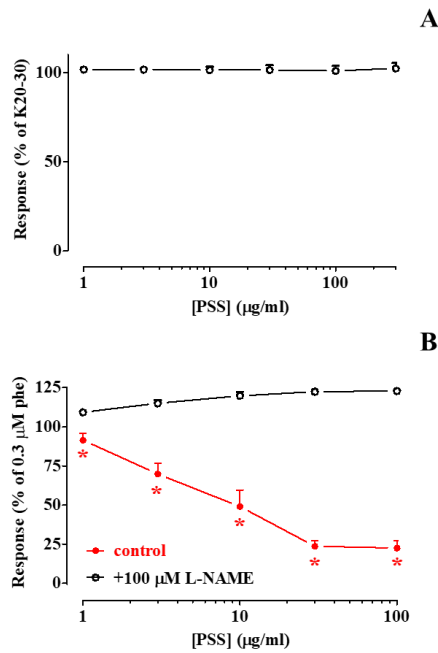 A
Response (% of K20-30)
100
50
0
1
10
100
[PSS] (µg/ml)
B
Response (% of 0.3 µM phe)
125
100
75
50
25
0
*
*
*
*
*
control
+100 µM L-NAME
1
10
100
[PSS] (µg/ml)